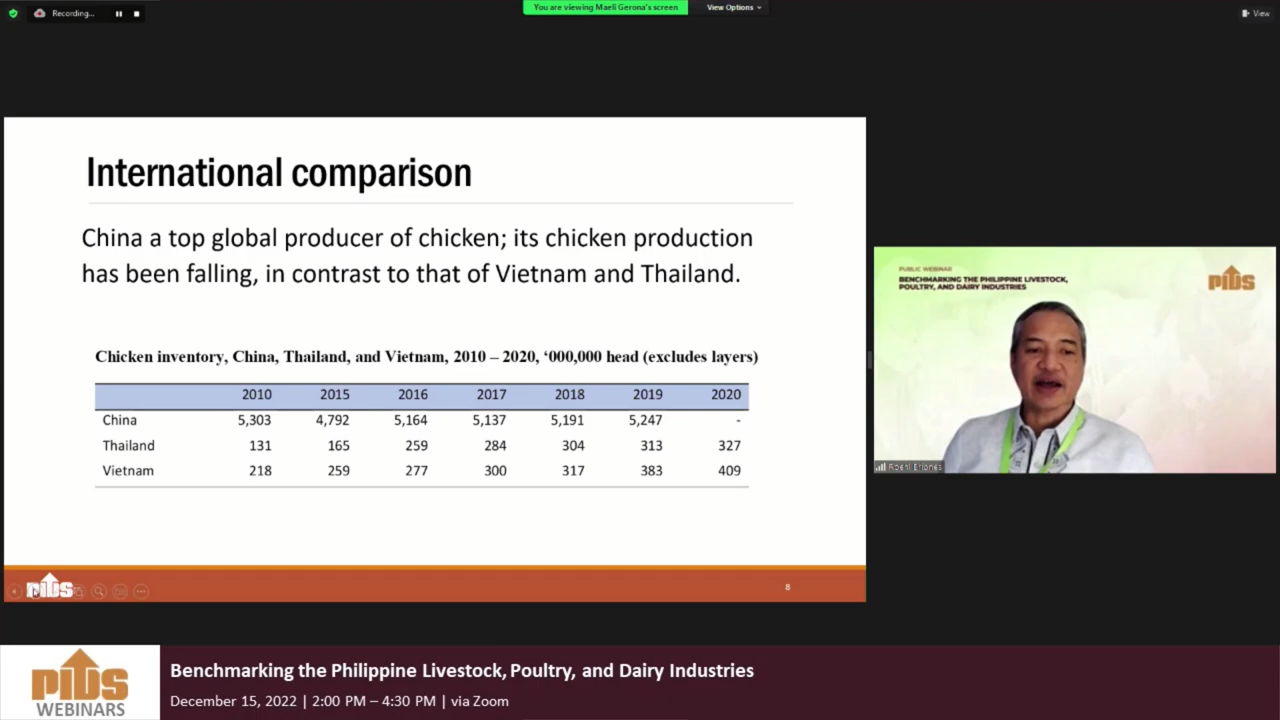 Recording...
You are viewing Maeli Gerona's screen
View Options
View
International comparison
China a top global producer of chicken; its chicken production
has been falling, in contrast to that of Vietnam and Thailand.
Chicken inventory, China, Thailand, and Vietnam, 2010 – 2020, ‘000,000 head (excludes layers)
2010 2015 2016 2017 2018 2019 2020
China 5,303 4,792 5,164 5,137 5,191 5,247 -
Thailand 131 165 259 284 304 313 327
Vietnam 218 259 277 300 317 383 409
pids
8
PUBLIC WEBINAR
BENCHMARKING THE PHILIPPINE LIVESTOCK,
POULTRY, AND DAIRY INDUSTRIES
pids
pids
WEBINARS
Benchmarking the Philippine Livestock, Poultry, and Dairy Industries
December 15, 2022 | 2:00 PM – 4:30 PM | via Zoom